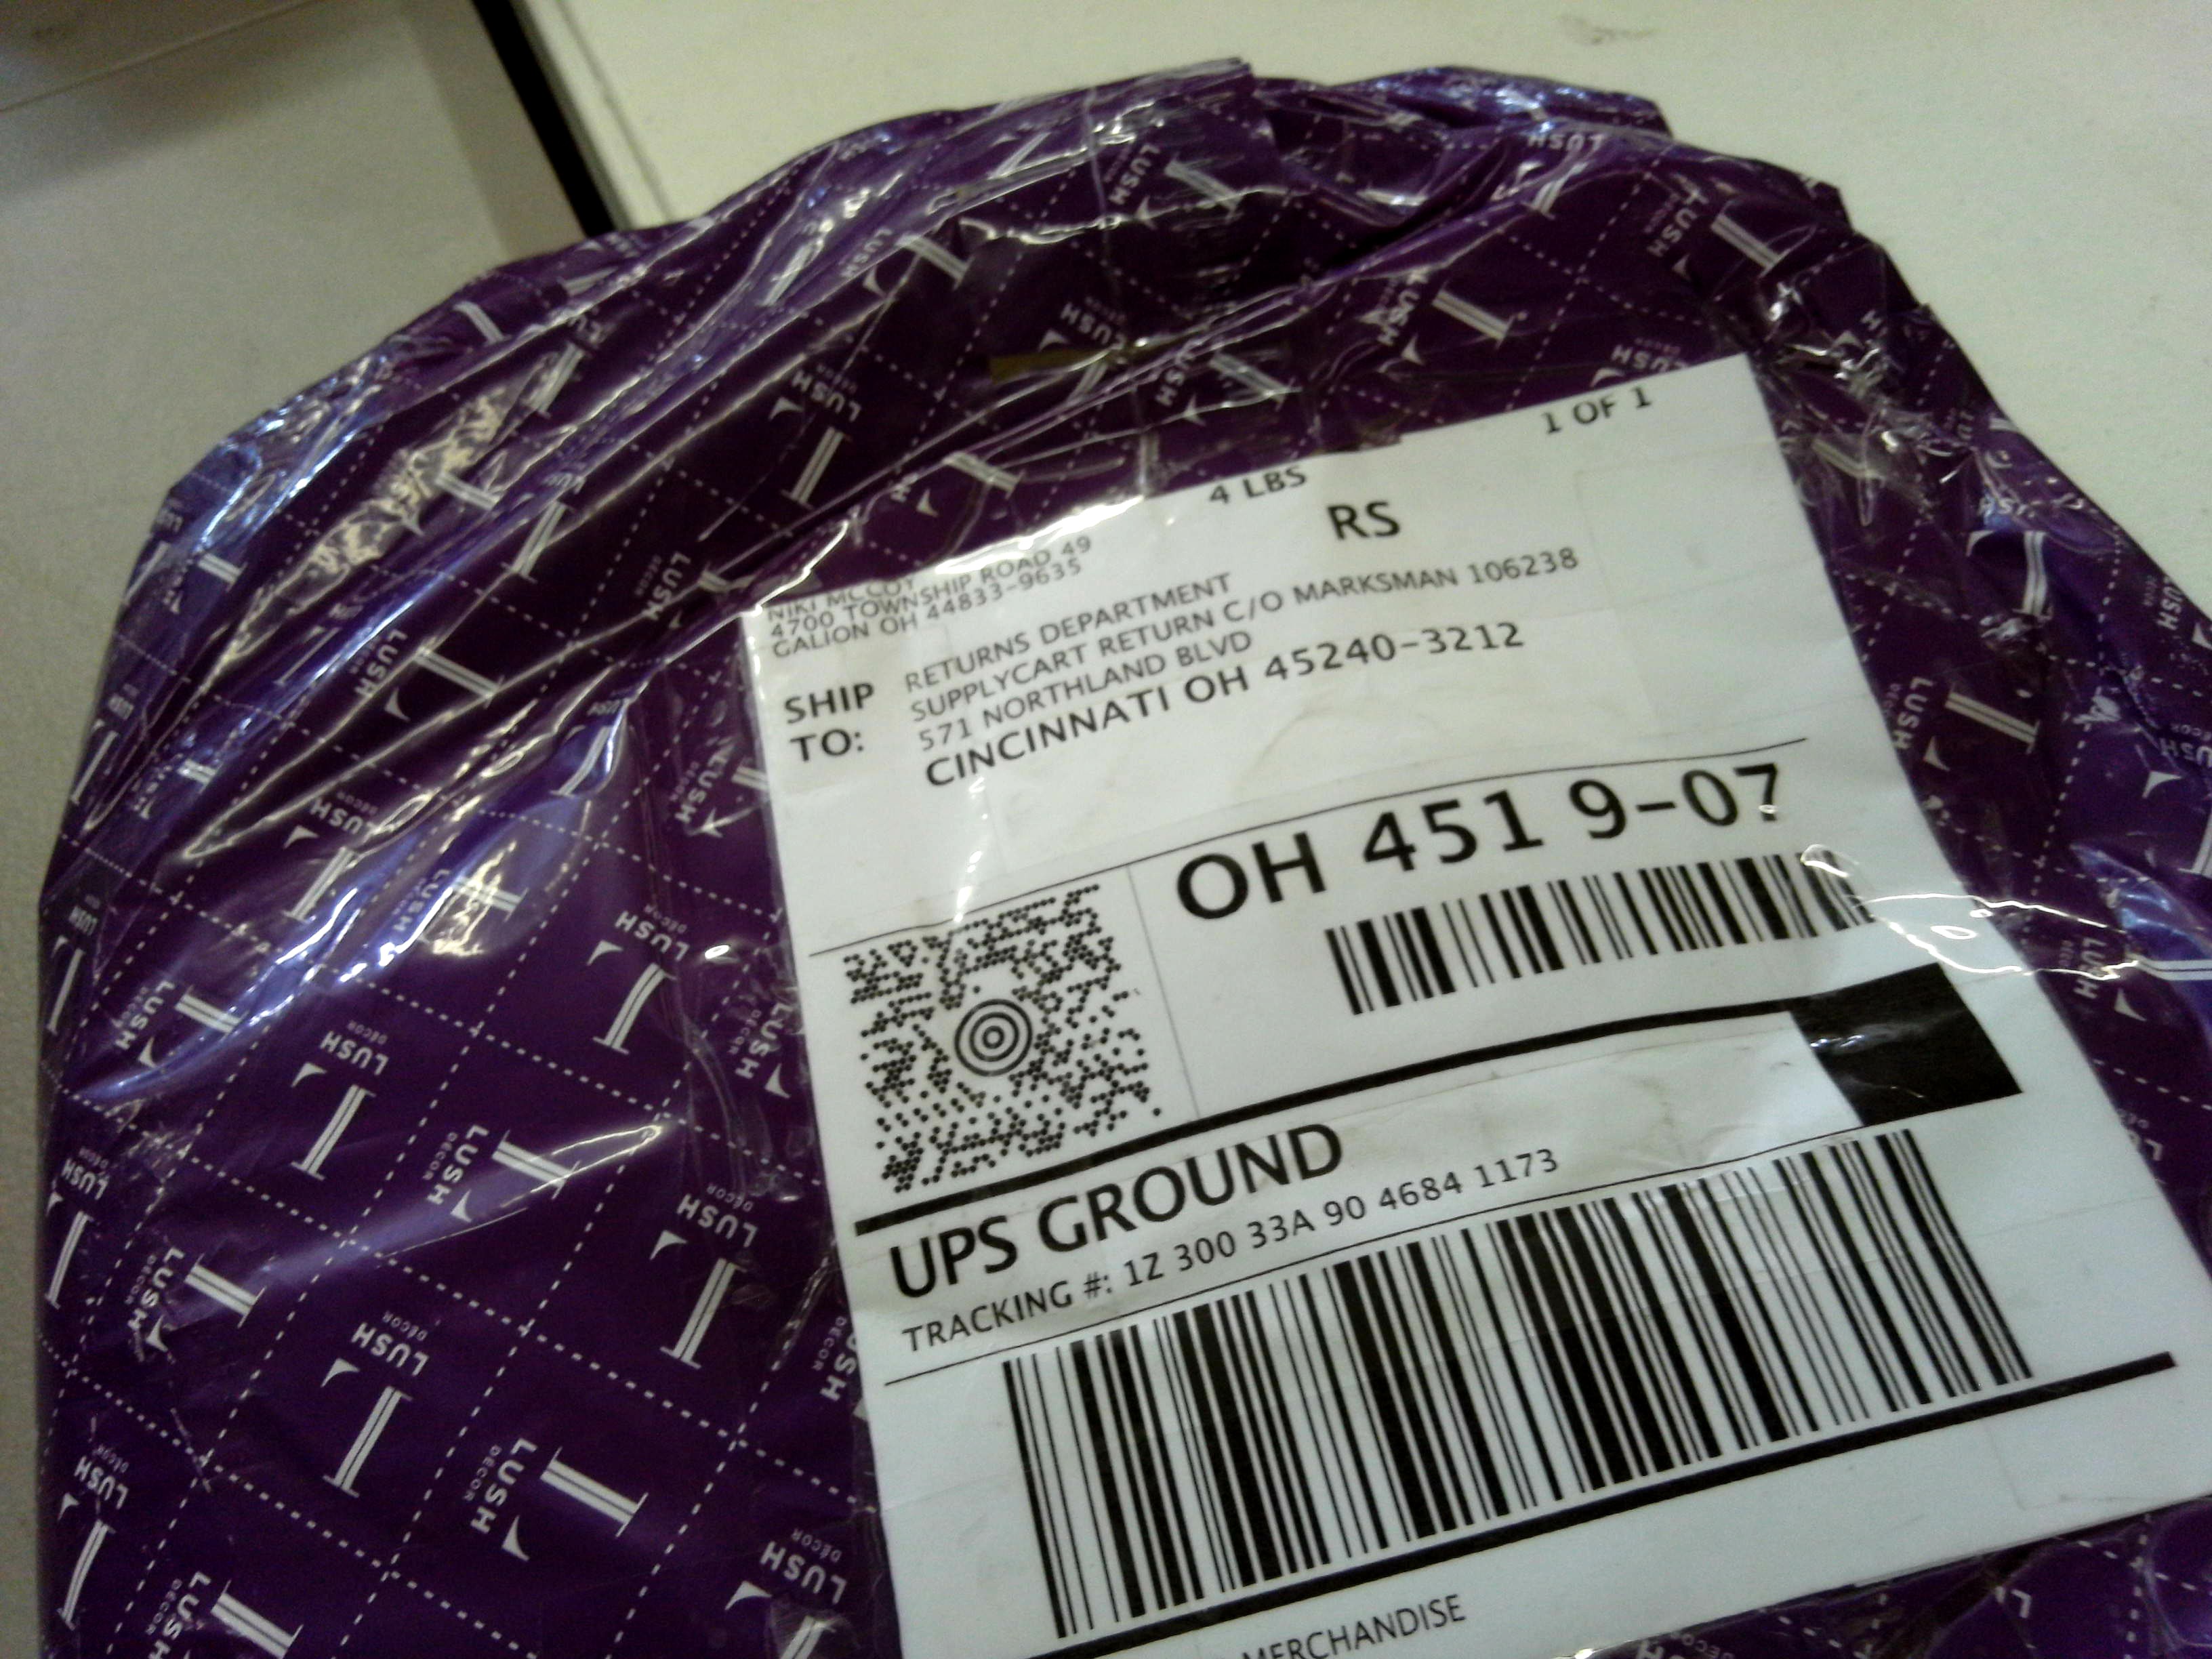 1 OF 1
4 LBS
RS
NIKI MCCOY
4700 TOWNSHIP ROAD 49
GALION OH 44833-9635
SHIP TO:
RETURNS DEPARTMENT
SUPPLYCART RETURN C/O MARKSMAN 106238
571 NORTHLAND BLVD
CINCINNATI OH 45240-3212
OH 451 9-07
UPS GROUND
TRACKING #: 1Z 300 33A 90 4684 1173
MERCHANDISE
LUSH
DÉCOR